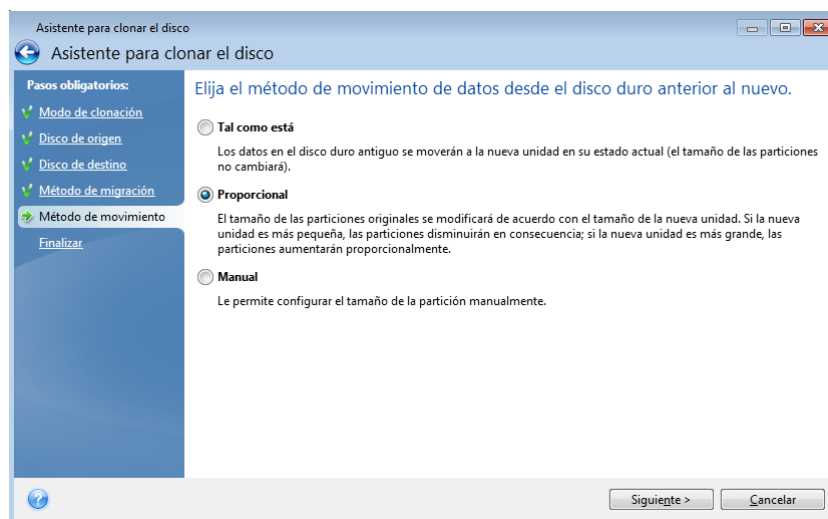 Asistente para clonar el disco
Asistente para clonar el disco
Pasos obligatorios:
Modo de clonación
Disco de origen
Disco de destino
Método de migración
Método de movimiento
Finalizar
Elija el método de movimiento de datos desde el disco duro anterior al nuevo.
Tal como está
Los datos en el disco duro antiguo se moverán a la nueva unidad en su estado actual (el tamaño de las particiones
no cambiará).
Proporcional
El tamaño de las particiones originales se modificará de acuerdo con el tamaño de la nueva unidad. Si la nueva
unidad es más pequeña, las particiones disminuirán en consecuencia; si la nueva unidad es más grande, las
particiones aumentarán proporcionalmente.
Manual
Le permite configurar el tamaño de la partición manualmente.
?
Siguiente >
Cancelar